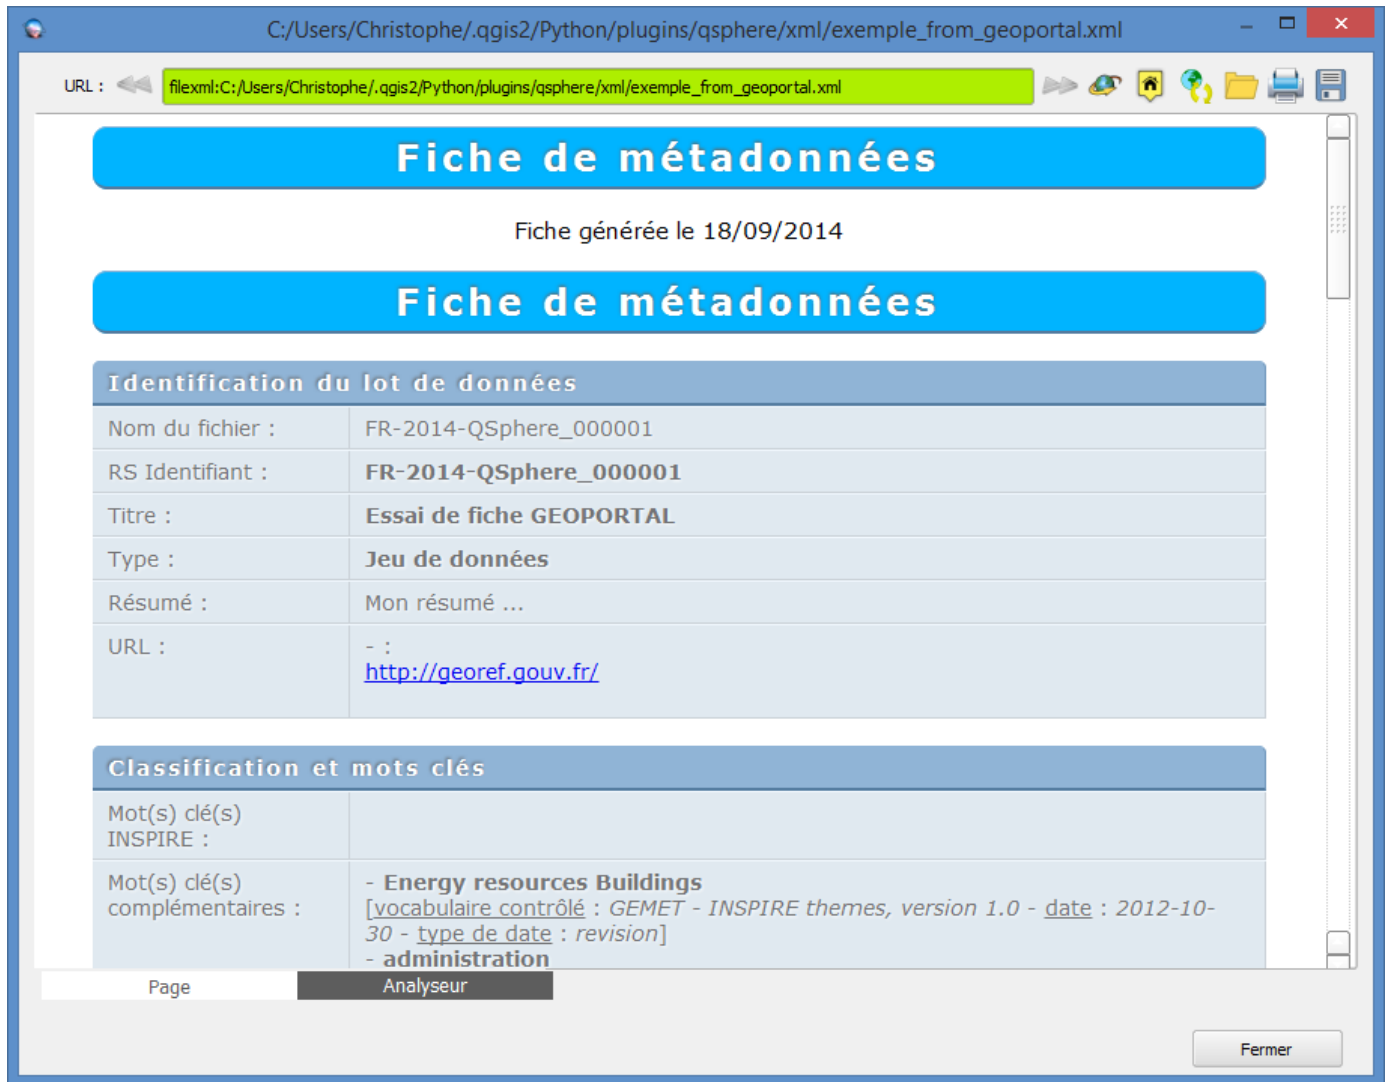 C:/Users/Christophe/.qgis2/Python/plugins/qsphere/xml/exemple_from_geoportal.xml
URL :
filexml:C:/Users/Christophe/.qgis2/Python/plugins/qsphere/xml/exemple_from_geoportal.xml
Fiche de métadonnées
Fiche générée le 18/09/2014
Fiche de métadonnées
Identification du lot de données
Nom du fichier : FR-2014-QSphere_000001
RS Identifiant : FR-2014-QSphere_000001
Titre : Essai de fiche GEOPORTAL
Type : Jeu de données
Résumé : Mon résumé ...
URL : - :
http://georef.gouv.fr/
Classification et mots clés
Mot(s) clé(s)
INSPIRE :
Mot(s) clé(s)
complémentaires :
- Energy resources Buildings
[vocabulaire contrôlé : GEMET - INSPIRE themes, version 1.0 - date : 2012-10-
30 - type de date : revision]
- administration
Page
Analyseur
Fermer